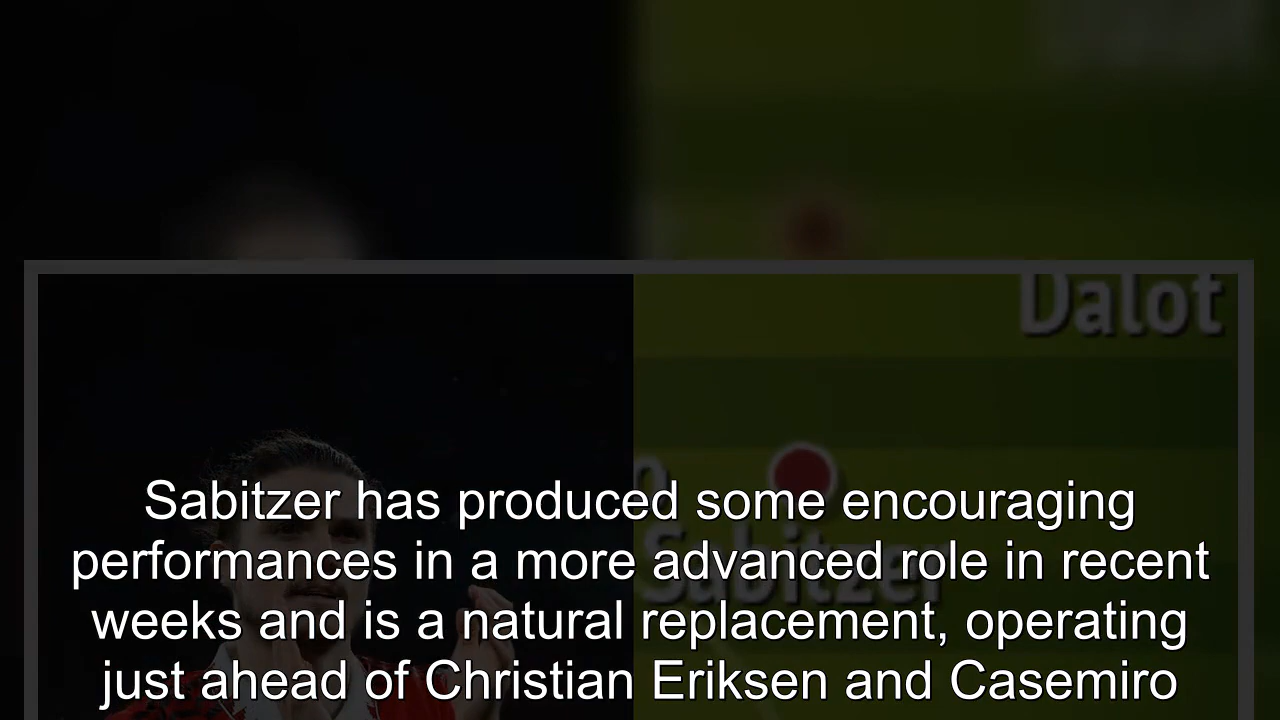 Dalot
Sabitzer
Sabitzer has produced some encouraging
performances in a more advanced role in recent
weeks and is a natural replacement, operating
just ahead of Christian Eriksen and Casemiro